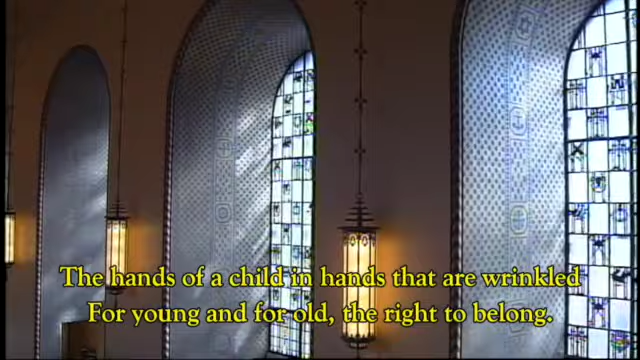 The hands of a child in hands that are wrinkled
For young and for old, the right to belong.